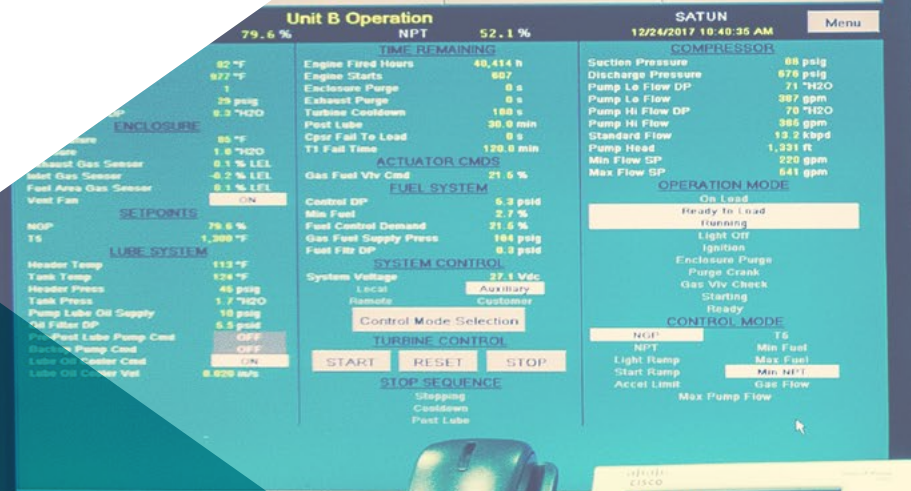 Unit B Operation
79.6 % NPT 52.1 %
SATUN
12/24/2017 10:40:35 AM
Menu
82 °F
977 °F
1
29 psig
0.3 "H2O
ENCLOSURE
85 °F
1.0 "H2O
Exhaust Gas Sensor 0.1 % LEL
Inlet Gas Sensor -0.2 % LEL
Fuel Area Gas Sensor 0.1 % LEL
Vent Fan ON
SETPOINTS
NGP 79.6 %
T5 1,300 °F
LUBE SYSTEM
Header Temp 113 °F
Tank Temp 124 °F
Header Press 45 psig
Tank Press 1.7 "H2O
Pump Lube Oil Supply 10 psig
Oil Filter DP 5.5 psid
Pre/Post Lube Pump Cmd OFF
Backup Pump Cmd OFF
Lube Oil Cooler Cmd ON
Lube Oil Cooler Vel 0.020 in/s
TIME REMAINING
Engine Fired Hours 40,414 h
Engine Starts 607
Enclosure Purge 0 s
Exhaust Purge 0 s
Turbine Cooldown 180 s
Post Lube 30.0 min
Cpsr Fail To Load 0 s
T1 Fail Time 120.0 min
ACTUATOR CMDS
Gas Fuel Vlv Cmd 21.5 %
FUEL SYSTEM
Control DP 5.3 psid
Min Fuel 2.7 %
Fuel Control Demand 21.5 %
Gas Fuel Supply Press 184 psig
Fuel Fltr DP 0.3 psid
SYSTEM CONTROL
System Voltage 27.1 Vdc
Local Auxiliary
Remote Customer
Control Mode Selection
TURBINE CONTROL
START RESET STOP
STOP SEQUENCE
Stopping
Cooldown
Post Lube
COMPRESSOR
Suction Pressure 88 psig
Discharge Pressure 676 psig
Pump Lo Flow DP 71 "H2O
Pump Lo Flow 387 gpm
Pump Hi Flow DP 70 "H2O
Pump Hi Flow 385 gpm
Standard Flow 13.2 kbpd
Pump Head 1,331 ft
Min Flow SP 220 gpm
Max Flow SP 641 gpm
OPERATION MODE
On Load
Ready to Load
Running
Light Off
Ignition
Enclosure Purge
Purge Crank
Gas Vlv Check
Starting
Ready
CONTROL MODE
NGP T5
NPT Min Fuel
Light Ramp Max Fuel
Start Ramp Min NPT
Accel Limit Gas Flow
Max Pump Flow
CISCO